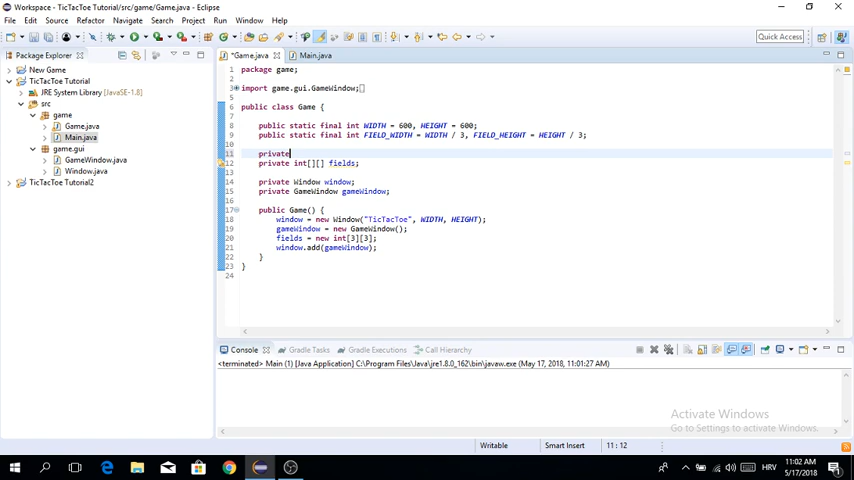 Workspace - TicTacToe Tutorial/src/game/Game.java - Eclipse
File Edit Source Refactor Navigate Search Project Run Window Help
Quick Access
Package Explorer
*Game.java
Main.java
New Game
TicTacToe Tutorial
JRE System Library [JavaSE-1.8]
src
game
Game.java
Main.java
game.gui
GameWindow.java
Window.java
TicTacToe Tutorial2
1 package game;
2
3 import game.gui.GameWindow;
6 public class Game {
7
8 public static final int WIDTH = 600, HEIGHT = 600;
9 public static final int FIELD_WIDTH = WIDTH / 3, FIELD_HEIGHT = HEIGHT / 3;
10
11 private
12 private int[][] fields;
13
14 private Window window;
15 private GameWindow gameWindow;
16
17 public Game() {
18 window = new Window("TicTacToe", WIDTH, HEIGHT);
19 gameWindow = new GameWindow();
20 fields = new int[3][3];
21 window.add(gameWindow);
22 }
23 }
24
Console Gradle Tasks Gradle Executions Call Hierarchy
<terminated> Main (1) [Java Application] C:\Program Files\Java\jre1.8.0_162\bin\javaw.exe (May 17, 2018, 11:01:27 AM)
Activate Windows
Go to Settings to activate Windows.
Writable Smart Insert 11 : 12
HRV
11:02 AM
5/17/2018